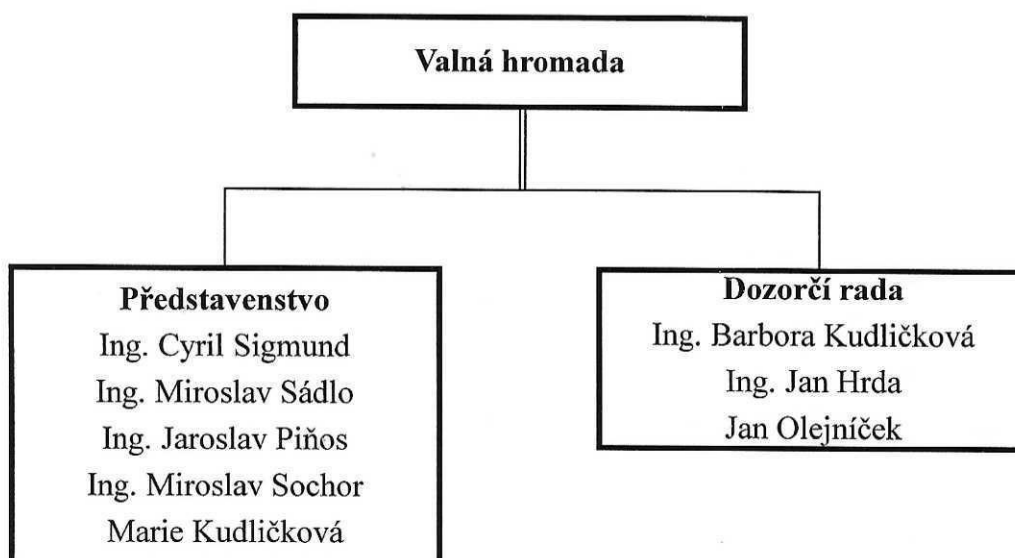 Valná hromada
Představenstvo
Ing. Cyril Sigmund
Ing. Miroslav Sádlo
Ing. Jaroslav Piňos
Ing. Miroslav Sochor
Marie Kudličková
Dozorčí rada
Ing. Barbora Kudličková
Ing. Jan Hrda
Jan Olejníček